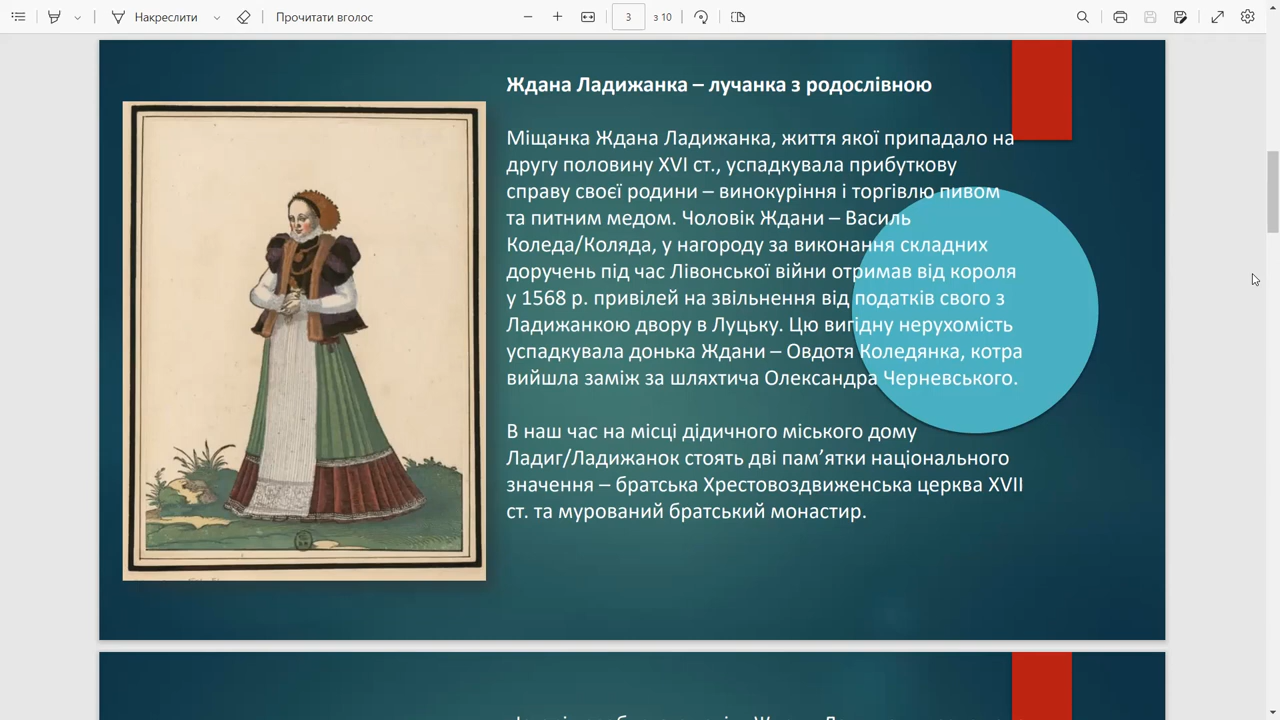 Накреслити
Прочитати вголос
3
з 10
Ждана Ладижанка – лучанка з родослівною
Міщанка Ждана Ладижанка, життя якої припадало на
другу половину XVI ст., успадкувала прибуткову
справу своєї родини – винокуріння і торгівлю пивом
та питним медом. Чоловік Ждани – Василь
Коледа/Коляда, у нагороду за виконання складних
доручень під час Лівонської війни отримав від короля
у 1568 р. привілей на звільнення від податків свого з
Ладижанкою двору в Луцьку. Цю вигідну нерухомість
успадкувала донька Ждани – Овдотя Коледянка, котра
вийшла заміж за шляхтича Олександра Черневського.
В наш час на місці дідичного міського дому
Ладиг/Ладижанок стоять дві пам’ятки національного
значення – братська Хрестовоздвиженська церква XVII
ст. та мурований братський монастир.